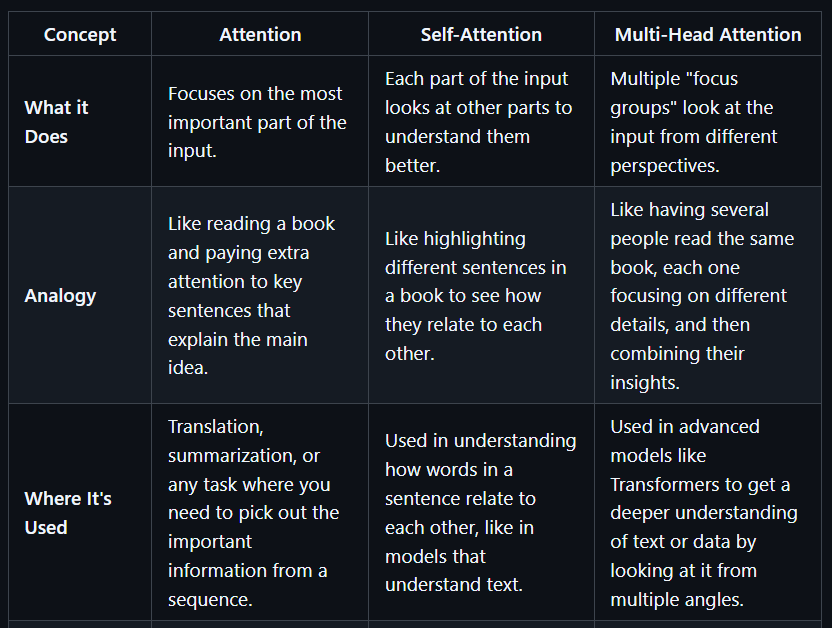 Concept
Attention
Self-Attention
Multi-Head Attention
What it
Does
Focuses on the most
important part of the
input.
Each part of the input
looks at other parts to
understand them
better.
Multiple "focus
groups" look at the
input from different
perspectives.
Analogy
Like reading a book
and paying extra
attention to key
sentences that
explain the main
idea.
Like highlighting
different sentences in
a book to see how
they relate to each
other.
Like having several
people read the same
book, each one
focusing on different
details, and then
combining their
insights.
Where It's
Used
Translation,
summarization, or
any task where you
need to pick out the
important
information from a
sequence.
Used in understanding
how words in a
sentence relate to
each other, like in
models that
understand text.
Used in advanced
models like
Transformers to get a
deeper understanding
of text or data by
looking at it from
multiple angles.